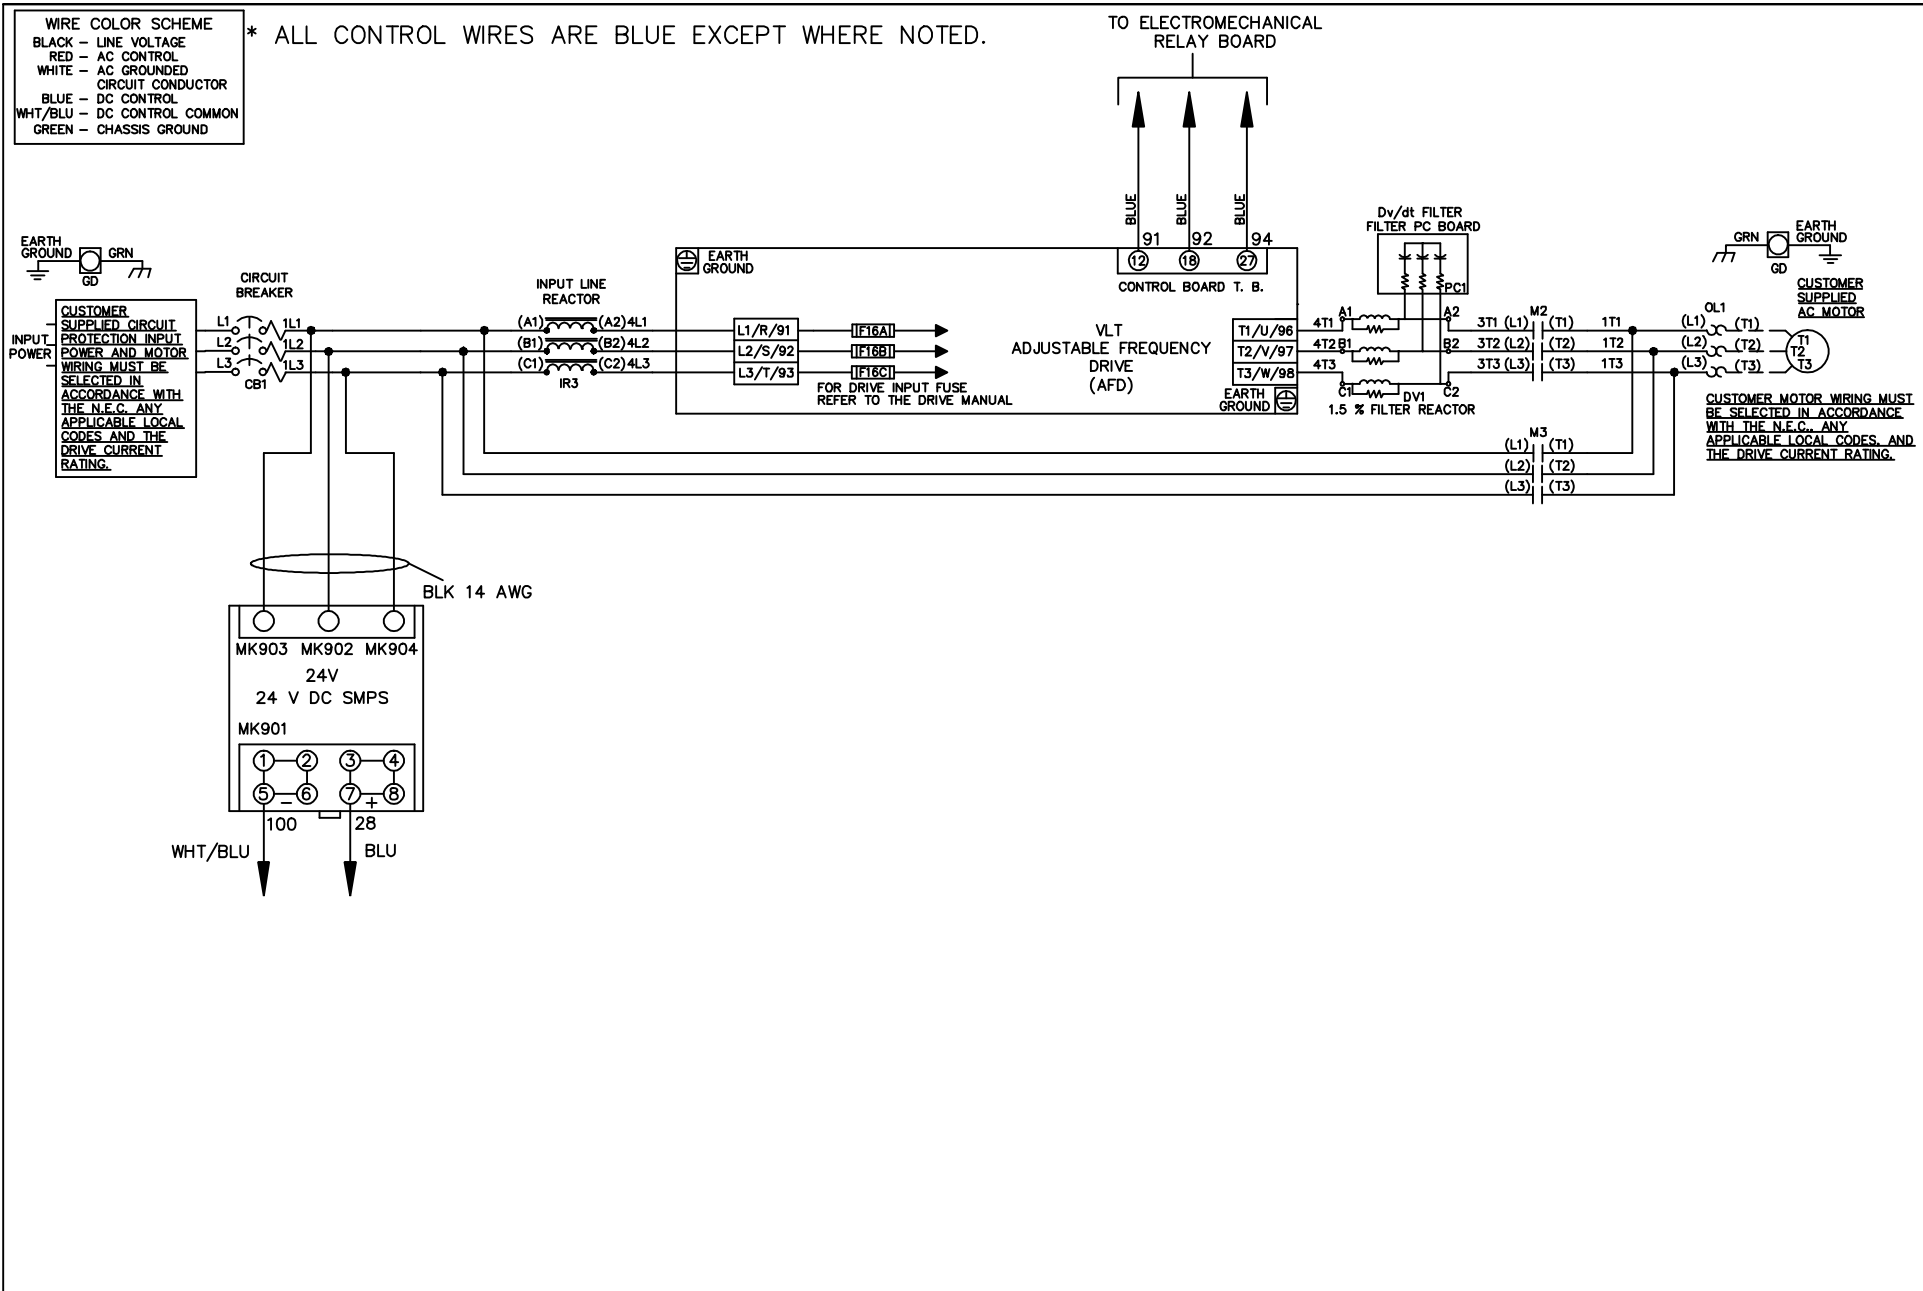 WIRE COLOR SCHEME
BLACK – LINE VOLTAGE
RED – AC CONTROL
WHITE – AC GROUNDED
CIRCUIT CONDUCTOR
BLUE – DC CONTROL
WHT/BLU – DC CONTROL COMMON
GREEN – CHASSIS GROUND
* ALL CONTROL WIRES ARE BLUE EXCEPT WHERE NOTED.
TO ELECTROMECHANICAL
RELAY BOARD
BLUE
BLUE
BLUE
91
92
94
12
18
27
CONTROL BOARD T. B.
EARTH
GROUND
GRN
GD
INPUT
POWER
CUSTOMER
SUPPLIED CIRCUIT
PROTECTION INPUT
POWER AND MOTOR
WIRING MUST BE
SELECTED IN
ACCORDANCE WITH
THE N.E.C. ANY
APPLICABLE LOCAL
CODES AND THE
DRIVE CURRENT
RATING.
CIRCUIT
BREAKER
L1
1L1
L2
1L2
L3
1L3
CB1
INPUT LINE
REACTOR
(A1)
(A2)
4L1
(B1)
(B2)
4L2
(C1)
(C2)
4L3
IR3
EARTH
GROUND
L1/R/91
L2/S/92
L3/T/93
F16A
F16B
F16C
FOR DRIVE INPUT FUSE
REFER TO THE DRIVE MANUAL
VLT
ADJUSTABLE FREQUENCY
DRIVE
(AFD)
T1/U/96
T2/V/97
T3/W/98
EARTH
GROUND
Dv/dt FILTER
FILTER PC BOARD
PC1
4T1
A1
A2
4T2
B1
B2
4T3
C1
C2
DV1
1.5 % FILTER REACTOR
M2
3T1 (L1) (T1) 1T1
3T2 (L2) (T2) 1T2
3T3 (L3) (T3) 1T3
M3
(L1) (T1)
(L2) (T2)
(L3) (T3)
OL1
(L1) (T1)
(L2) (T2)
(L3) (T3)
T1
T2
T3
GRN
GD
EARTH
GROUND
CUSTOMER
SUPPLIED
AC MOTOR
CUSTOMER MOTOR WIRING MUST
BE SELECTED IN ACCORDANCE
WITH THE N.E.C., ANY
APPLICABLE LOCAL CODES, AND
THE DRIVE CURRENT RATING.
BLK 14 AWG
MK903 MK902 MK904
24V
24 V DC SMPS
MK901
1 2 3 4
5 6 7 8
– +
100
28
WHT/BLU
BLU